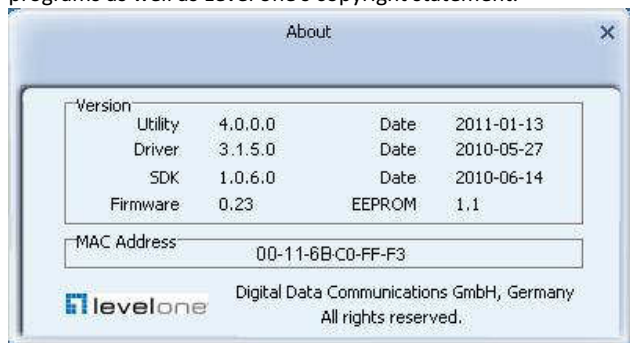 programs as well as Level one's copyright statement.
About
Version
Utility 4.0.0.0 Date 2011-01-13
Driver 3.1.5.0 Date 2010-05-27
SDK 1.0.6.0 Date 2010-06-14
Firmware 0.23 EEPROM 1.1
MAC Address
00-11-6B-C0-FF-F3
levelone
Digital Data Communications GmbH, Germany
All rights reserved.